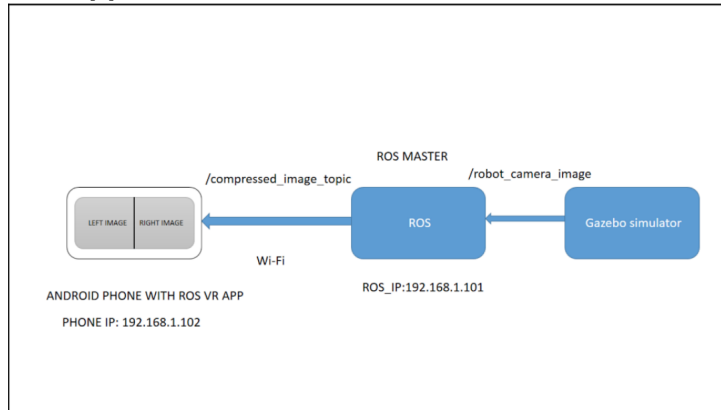 ROS MASTER
/compressed_image_topic
/robot_camera_image
LEFT IMAGE
RIGHT IMAGE
ROS
Gazebo simulator
Wi-Fi
ANDROID PHONE WITH ROS VR APP
PHONE IP: 192.168.1.102
ROS_IP:192.168.1.101